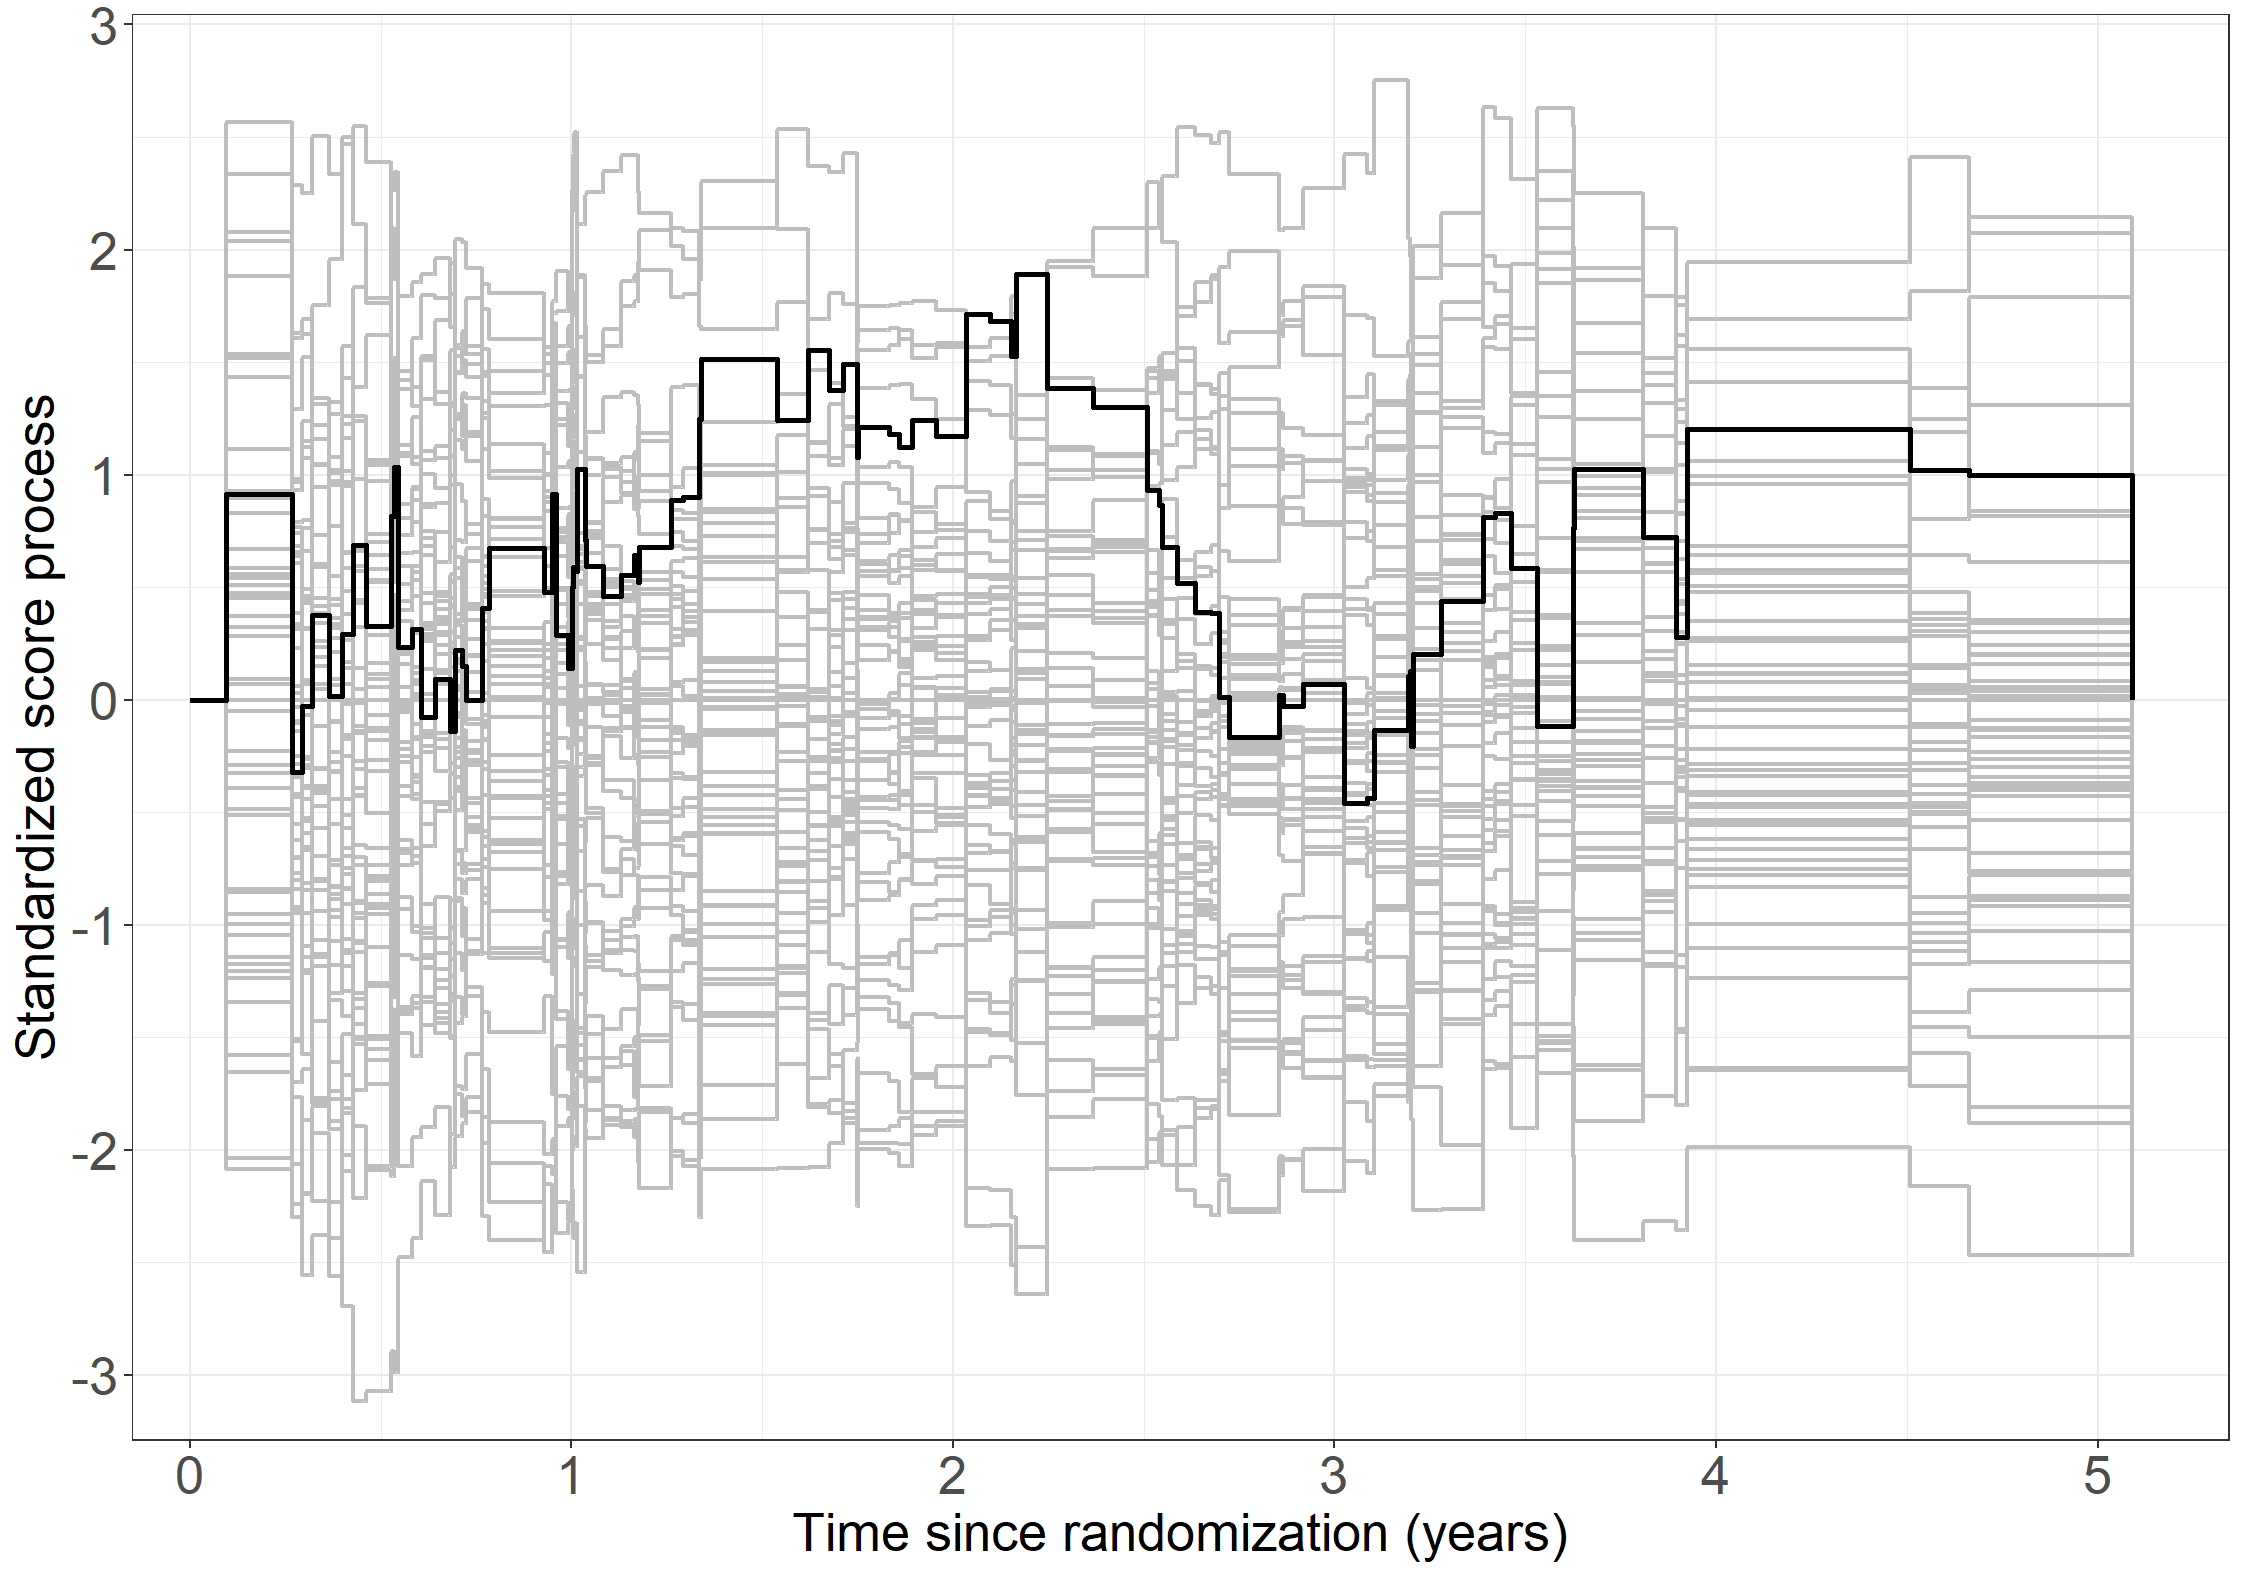 Standardized score process
3
2
1
0
-1
-2
-3
0 1 2 3 4 5
Time since randomization (years)